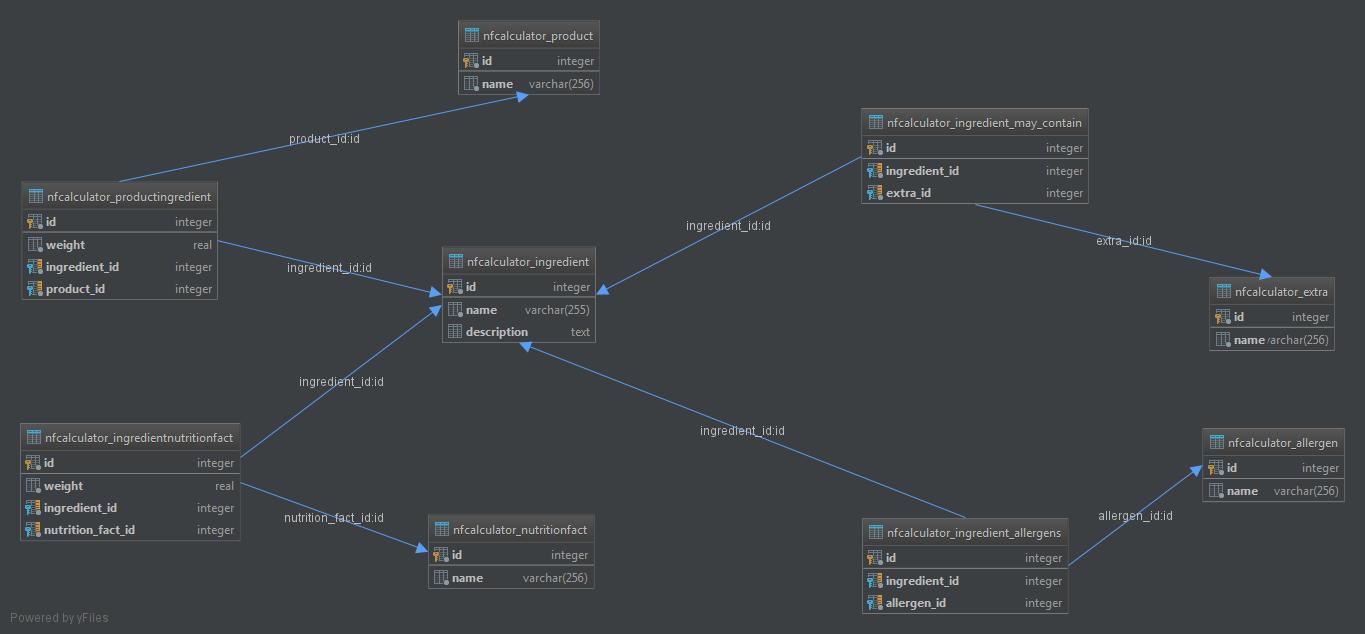 nfcalculator_product
id integer
name varchar(256)
product_id:id
nfcalculator_ingredient_may_contain
id integer
ingredient_id integer
extra_id integer
nfcalculator_productingredient
id integer
weight real
ingredient_id integer
product_id integer
ingredient_id:id
ingredient_id:id
extra_id:id
nfcalculator_ingredient
id integer
name varchar(255)
description text
nfcalculator_extra
id integer
name varchar(256)
ingredient_id:id
ingredient_id:id
nfcalculator_ingredientnutritionfact
id integer
weight real
ingredient_id integer
nutrition_fact_id integer
nutrition_fact_id:id
nfcalculator_allergen
id integer
name varchar(256)
allergen_id:id
nfcalculator_nutritionfact
id integer
name varchar(256)
nfcalculator_ingredient_allergens
id integer
ingredient_id integer
allergen_id integer
Powered by yFiles